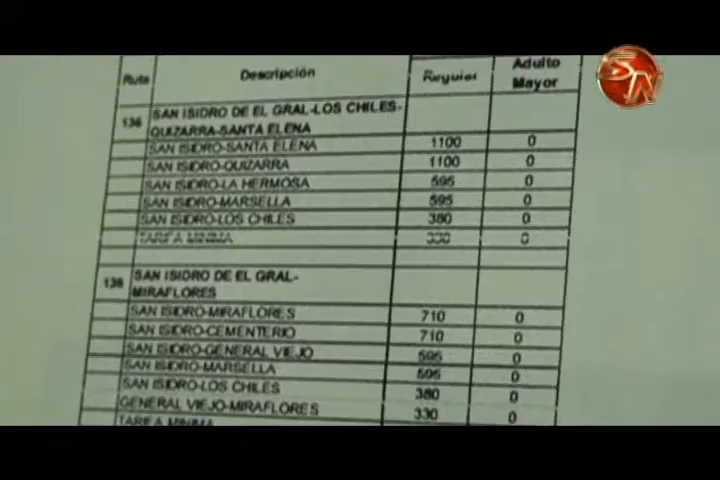 Ruta Descripción Regular Adulto Mayor
136 SAN ISIDRO DE EL GRAL-LOS CHILES-
QUIZARRA-SANTA ELENA
SAN ISIDRO-SANTA ELENA 1100 0
SAN ISIDRO-QUIZARRA 1100 0
SAN ISIDRO-LA HERMOSA 595 0
SAN ISIDRO-MARSELLA 595 0
SAN ISIDRO-LOS CHILES 380 0
TARIFA MINIMA 330 0
136 SAN ISIDRO DE EL GRAL-
MIRAFLORES
SAN ISIDRO-MIRAFLORES 710 0
SAN ISIDRO-CEMENTERIO 710 0
SAN ISIDRO-GENERAL VIEJO 595 0
SAN ISIDRO-MARSELLA 595 0
SAN ISIDRO-LOS CHILES 380 0
GENERAL VIEJO-MIRAFLORES 330 0
TARIFA MINIMA